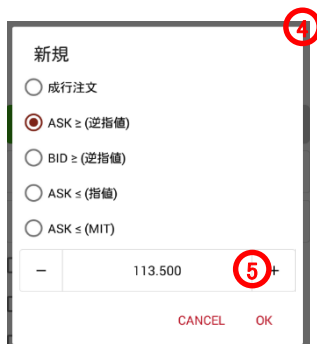 ④
新規
成行注文
ASK ≥ (逆指値)
BID ≥ (逆指値)
ASK ≤ (指値)
ASK ≤ (MIT)
− 113.500 ⑤ +
CANCEL OK